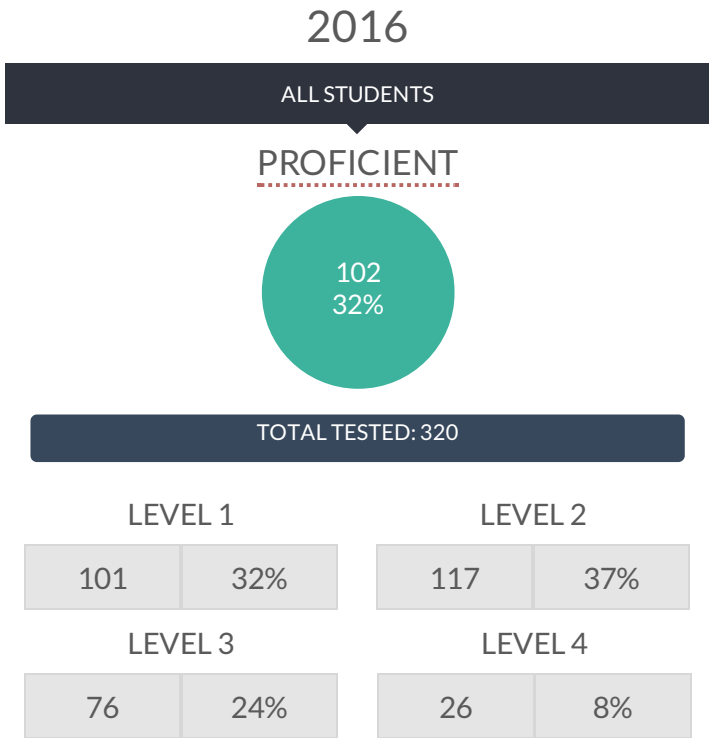 2016
ALL STUDENTS
PROFICIENT
102
32%
TOTAL TESTED: 320
LEVEL 1 LEVEL 2
101 32% 117 37%
LEVEL 3 LEVEL 4
76 24% 26 8%